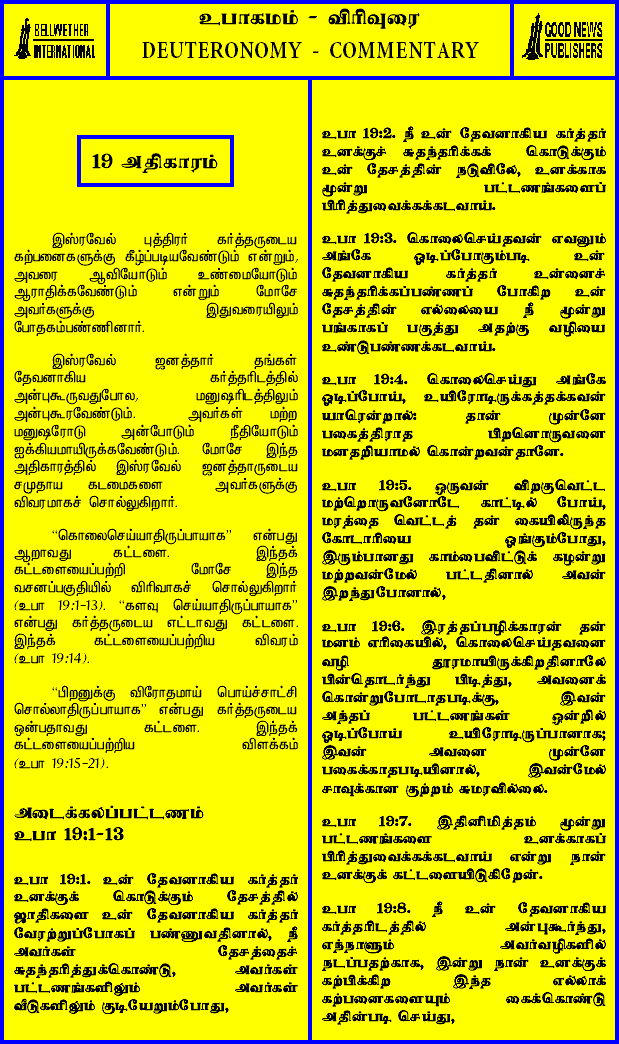 BELLWETHER
INTERNATIONAL
உபாகமம் - விரிவுரை
DEUTERONOMY - COMMENTARY
GOOD NEWS
PUBLISHERS
19 அதிகாரம்
இஸ்ரவேல் புத்திரர் கர்த்தருடைய
கற்பனைகளுக்கு கீழ்ப்படியவேண்டும் என்றும்,
அவரை ஆவியோடும் உண்மையோடும்
ஆராதிக்கவேண்டும் என்றும் மோசே
அவர்களுக்கு இதுவரையிலும்
போதகம்பண்ணினார்.
இஸ்ரவேல் ஜனத்தார் தங்கள்
தேவனாகிய கர்த்தரிடத்தில்
அன்புகூருவதுபோல, மனுஷரிடத்திலும்
அன்புகூரவேண்டும். அவர்கள் மற்ற
மனுஷரோடு அன்போடும் நீதியோடும்
ஐக்கியமாயிருக்கவேண்டும். மோசே இந்த
அதிகாரத்தில் இஸ்ரவேல் ஜனத்தாருடைய
சமுதாய கடமைகளை அவர்களுக்கு
விவரமாகச் சொல்லுகிறார்.
“கொலைசெய்யாதிருப்பாயாக” என்பது
ஆறாவது கட்டளை. இந்தக்
கட்டளையைப்பற்றி மோசே இந்த
வசனப்பகுதியில் விரிவாகச் சொல்லுகிறார்
(உபா 19:1-13). “களவு செய்யாதிருப்பாயாக”
என்பது கர்த்தருடைய எட்டாவது கட்டளை.
இந்தக் கட்டளையைப்பற்றிய விவரம்
(உபா 19:14).
“பிறனுக்கு விரோதமாய் பொய்ச்சாட்சி
சொல்லாதிருப்பாயாக” என்பது கர்த்தருடைய
ஒன்பதாவது கட்டளை. இந்தக்
கட்டளையைப்பற்றிய விளக்கம்
(உபா 19:15-21).
அடைக்கலப்பட்டணம்
உபா 19:1-13
உபா 19:1. உன் தேவனாகிய கர்த்தர்
உனக்குக் கொடுக்கும் தேசத்தில்
ஜாதிகளை உன் தேவனாகிய கர்த்தர்
வேரற்றுப்போகப் பண்ணுவதினால், நீ
அவர்கள் தேசத்தைச்
சுதந்தரித்துக்கொண்டு, அவர்கள்
பட்டணங்களிலும் அவர்கள்
வீடுகளிலும் குடியேறும்போது,
உபா 19:2. நீ உன் தேவனாகிய கர்த்தர்
உனக்குச் சுதந்தரிக்கக் கொடுக்கும்
உன் தேசத்தின் நடுவிலே, உனக்காக
மூன்று பட்டணங்களைப்
பிரித்துவைக்கக்கடவாய்.
உபா 19:3. கொலைசெய்தவன் எவனும்
அங்கே ஓடிப்போகும்படி உன்
தேவனாகிய கர்த்தர் உன்னைச்
சுதந்தரிக்கப்பண்ணப் போகிற உன்
தேசத்தின் எல்லையை நீ மூன்று
பங்காகப் பகுத்து அதற்கு வழியை
உண்டுபண்ணக்கடவாய்.
உபா 19:4. கொலைசெய்து அங்கே
ஓடிப்போய், உயிரோடிருக்கத்தக்கவன்
யாரென்றால்: தான் முன்னே
பகைத்திராத பிறனொருவனை
மனதறியாமல் கொன்றவன்தானே.
உபா 19:5. ஒருவன் விறகுவெட்ட
மற்றொருவனோடே காட்டில் போய்,
மரத்தை வெட்டத் தன் கையிலிருந்த
கோடாரியை ஓங்கும்போது,
இரும்பானது காம்பைவிட்டுக் கழன்று
மற்றவன்மேல் பட்டதினால் அவன்
இறந்துபோனால்,
உபா 19:6. இரத்தப்பழிக்காரன் தன்
மனம் எரிகையில், கொலைசெய்தவனை
வழி தூரமாயிருக்கிறதினாலே
பின்தொடர்ந்து பிடித்து, அவனைக்
கொன்றுபோடாதபடிக்கு, இவன்
அந்தப் பட்டணங்கள் ஒன்றில்
ஓடிப்போய் உயிரோடிருப்பானாக;
இவன் அவனை முன்னே
பகைக்காதபடியினால், இவன்மேல்
சாவுக்கான குற்றம் சுமரவில்லை.
உபா 19:7. இதினிமித்தம் மூன்று
பட்டணங்களை உனக்காகப்
பிரித்துவைக்கக்கடவாய் என்று நான்
உனக்குக் கட்டளையிடுகிறேன்.
உபா 19:8. நீ உன் தேவனாகிய
கர்த்தரிடத்தில் அன்புகூர்ந்து,
எந்நாளும் அவர்வழிகளில்
நடப்பதற்காக, இன்று நான் உனக்குக்
கற்பிக்கிற இந்த எல்லாக்
கற்பனைகளையும் கைக்கொண்டு
அதின்படி செய்து,